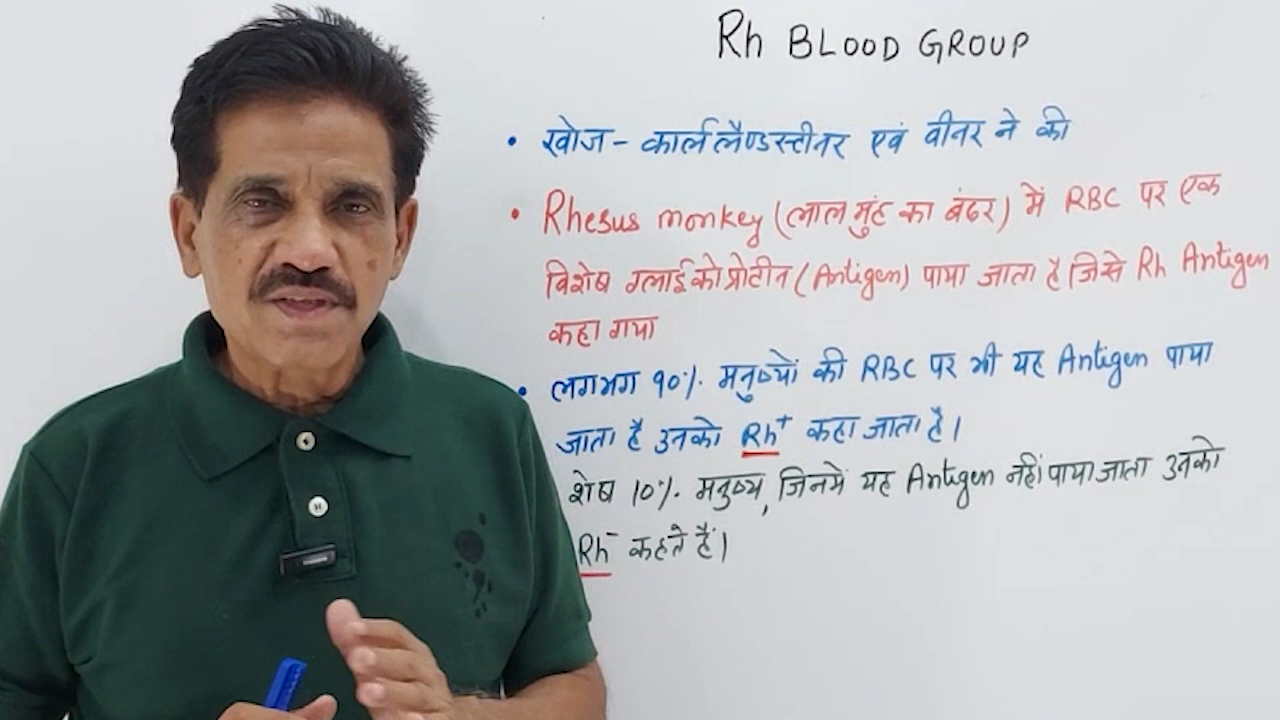 Rh BLOOD GROUP
• खोज - कार्ल लैण्डस्टीनर एवं वीनर ने की
• Rhesus monkey (लाल मुंह का बंदर) में RBC पर एक
विशेष ग्लाईकोप्रोटीन (Antigen) पाया जाता है जिसे Rh Antigen
कहा गया
• लगभग 90% मनुष्यों की RBC पर भी यह Antigen पाया
जाता है उनको Rh⁺ कहा जाता है।
शेष 10% मनुष्य, जिनमें यह Antigen नहीं पाया जाता उनको
Rh⁻ कहते हैं।